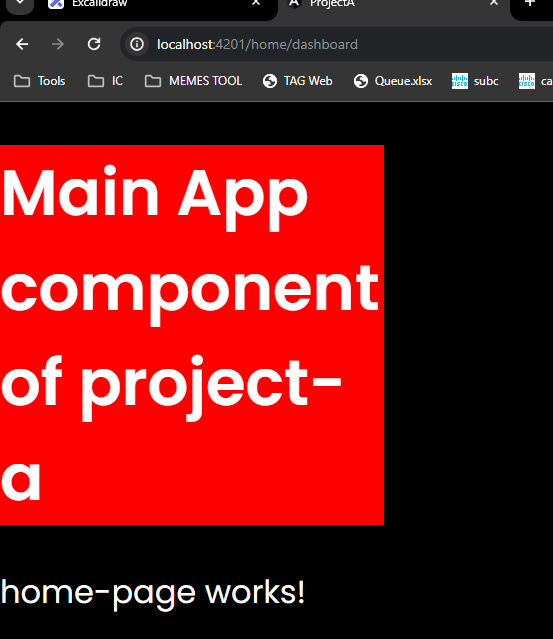 Excalidraw
ProjectA
localhost:4201/home/dashboard
Tools
IC
MEMES TOOL
TAG Web
Queue.xlsx
subc
ca
Main App
component
of project-
a
home-page works!